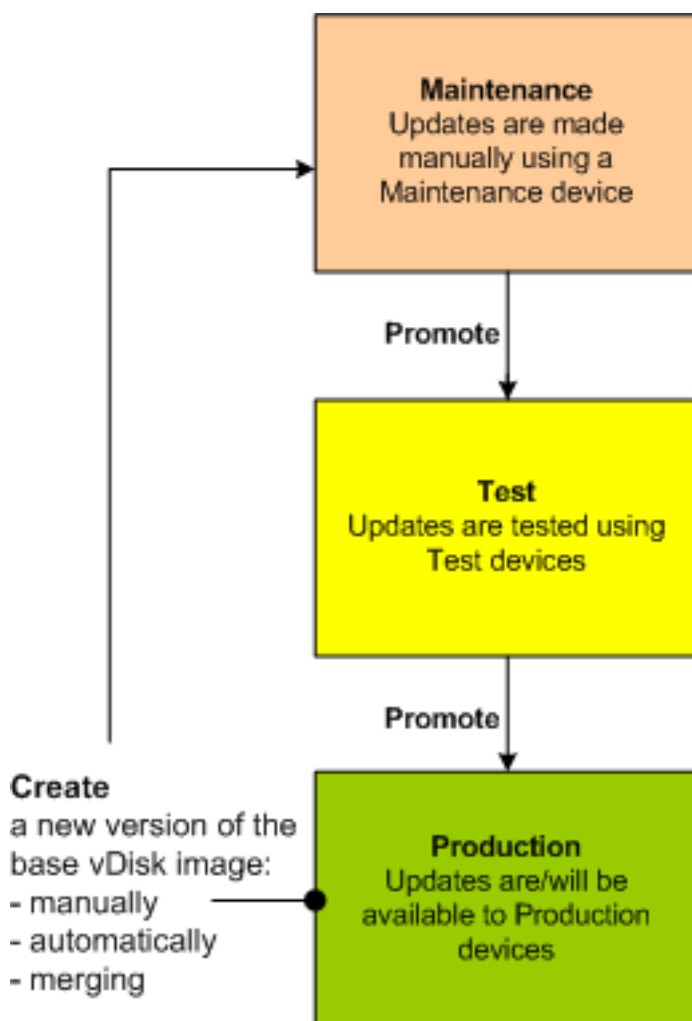 Maintenance
Updates are made
manually using a
Maintenance device
Promote
Test
Updates are tested using
Test devices
Promote
Create
a new version of the
base vDisk image:
- manually
- automatically
- merging
Production
Updates are/will be
available to Production
devices